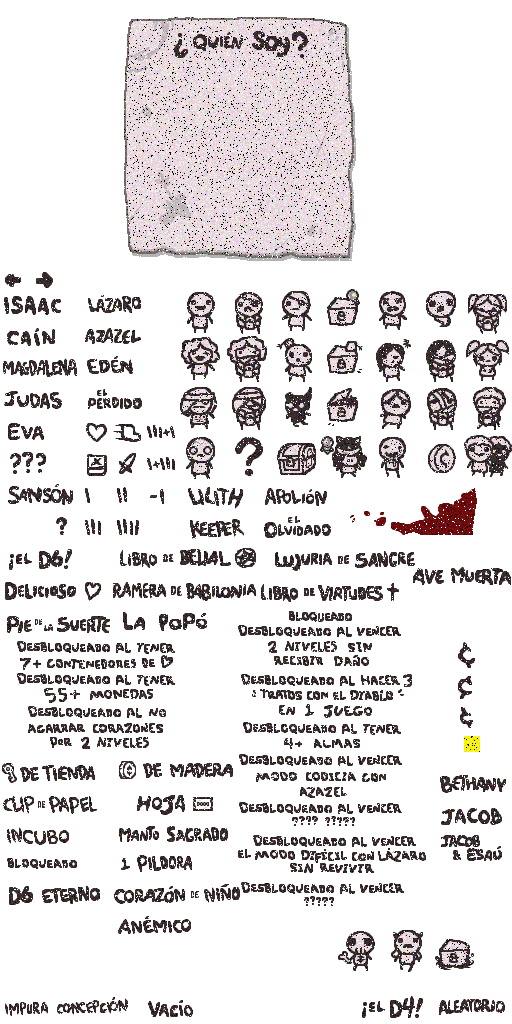 ¿QUIÉN SOY?
ISAAC LÁZARO
CAÍN AZAZEL
MAGDALENA EDÉN
JUDAS EL PERDIDO
EVA
???
?
SANSÓN I II -I LILITH APOLIÓN
? III IIII KEEPER EL OLVIDADO
¡EL D6! LIBRO DE BELIAL LUJURIA DE SANGRE
AVE MUERTA
DELICIOSO RAMERA DE BABILONIA LIBRO DE VIRTUDES
PIE DE LA SUERTE LA POPÓ
DESBLOQUEADO AL TENER
7+ CONTENEDORES DE
DESBLOQUEADO AL TENER
55+ MONEDAS
DESBLOQUEADO AL NO
AGARRAR CORAZONES
POR 2 NIVELES
BLOQUEADO
DESBLOQUEADO AL VENCER
2 NIVELES SIN
RECIBIR DAÑO
DESBLOQUEADO AL HACER 3
TRATOS CON EL DIABLO
EN 1 JUEGO
DESBLOQUEADO AL TENER
4+ ALMAS
DESBLOQUEADO AL VENCER
MODO CODICIA CON
AZAZEL
DESBLOQUEADO AL VENCER
???? ?????
DESBLOQUEADO AL VENCER
EL MODO DIFÍCIL CON LÁZARO
SIN REVIVIR
DESBLOQUEADO AL VENCER
?????
¢
¢
¢
DE TIENDA DE MADERA
CLIP DE PAPEL HOJA
INCUBO MANTO SAGRADO
BLOQUEADO 1 PILDORA
D6 ETERNO CORAZÓN DE NIÑO
ANÉMICO
BETHANY
JACOB
JACOB
& ESAÚ
IMPURA CONCEPCIÓN VACÍO ¡EL D4! ALEATORIO